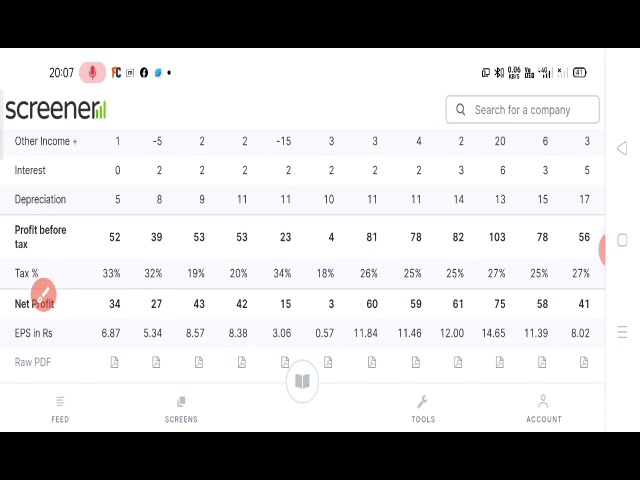 20:07 0.06 KB/S 41
screener
Search for a company
Other Income + 1 -5 2 2 -15 3 3 4 2 20 6 3
Interest 0 2 2 2 2 2 2 2 3 6 3 5
Depreciation 5 8 9 11 11 10 11 11 14 13 15 17
Profit before tax 52 39 53 53 23 4 81 78 82 103 78 56
Tax % 33% 32% 19% 20% 34% 18% 26% 25% 25% 27% 25% 27%
Net Profit 34 27 43 42 15 3 60 59 61 75 58 41
EPS in Rs 6.87 5.34 8.57 8.38 3.06 0.57 11.84 11.46 12.00 14.65 11.39 8.02
Raw PDF
FEED SCREENS TOOLS ACCOUNT